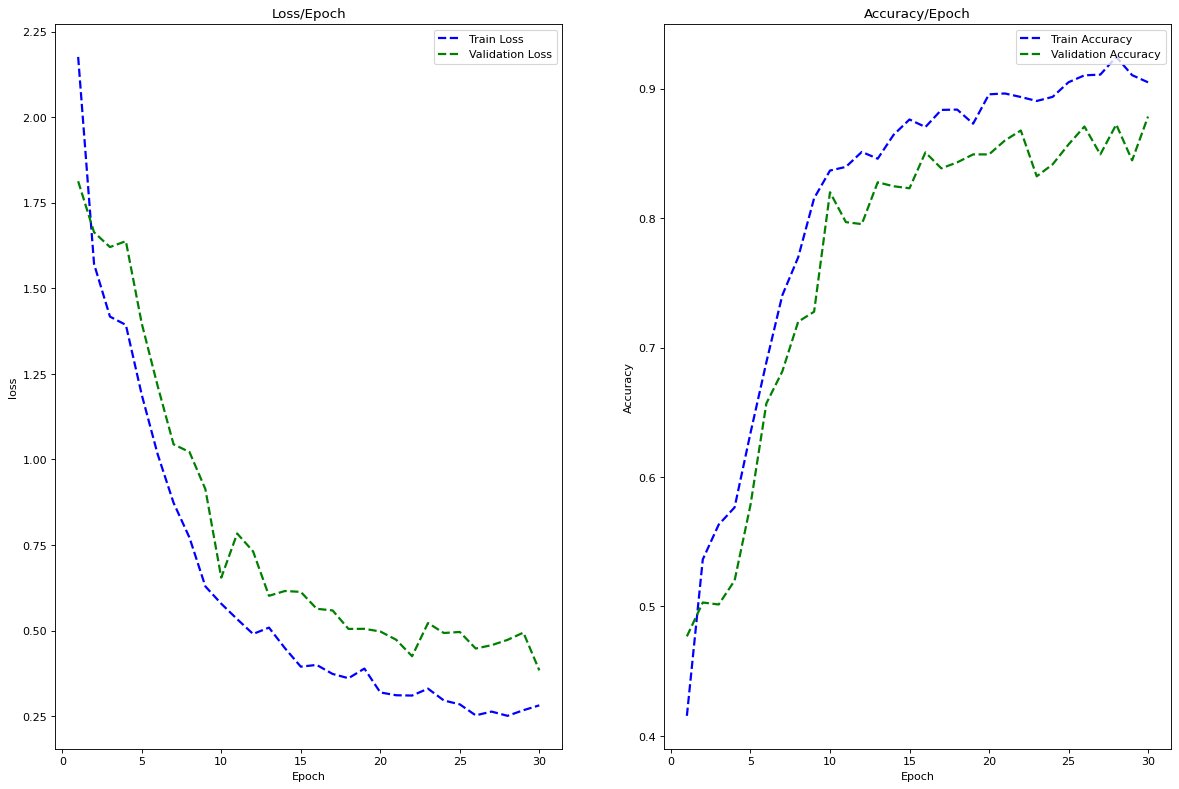 Loss/Epoch
Train Loss
Validation Loss
2.25
2.00
1.75
1.50
1.25
1.00
0.75
0.50
0.25
loss
0 5 10 15 20 25 30
Epoch
Accuracy/Epoch
Train Accuracy
Validation Accuracy
0.9
0.8
0.7
0.6
0.5
0.4
Accuracy
0 5 10 15 20 25 30
Epoch